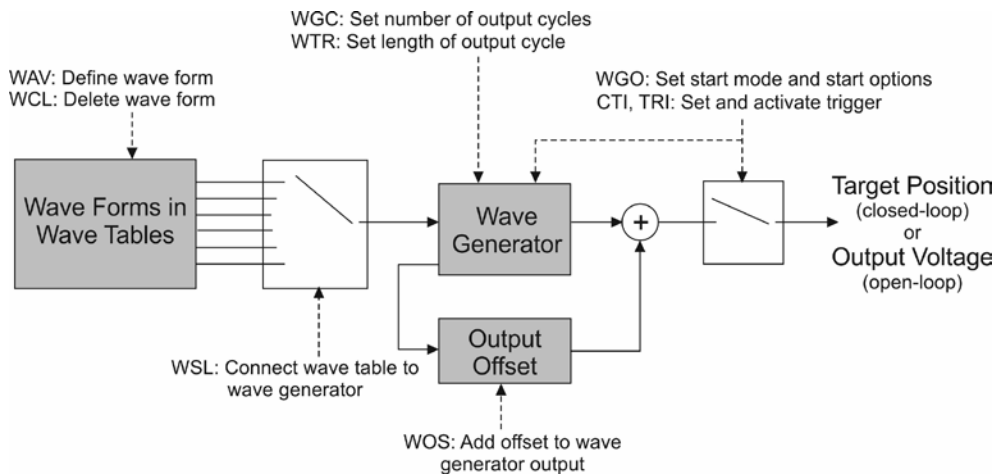 WGC: Set number of output cycles
WTR: Set length of output cycle
WAV: Define wave form
WCL: Delete wave form
WGO: Set start mode and start options
CTI, TRI: Set and activate trigger
Wave Forms in
Wave Tables
Wave
Generator
+
Target Position
(closed-loop)
or
Output Voltage
(open-loop)
WSL: Connect wave table to
wave generator
Output
Offset
WOS: Add offset to wave
generator output